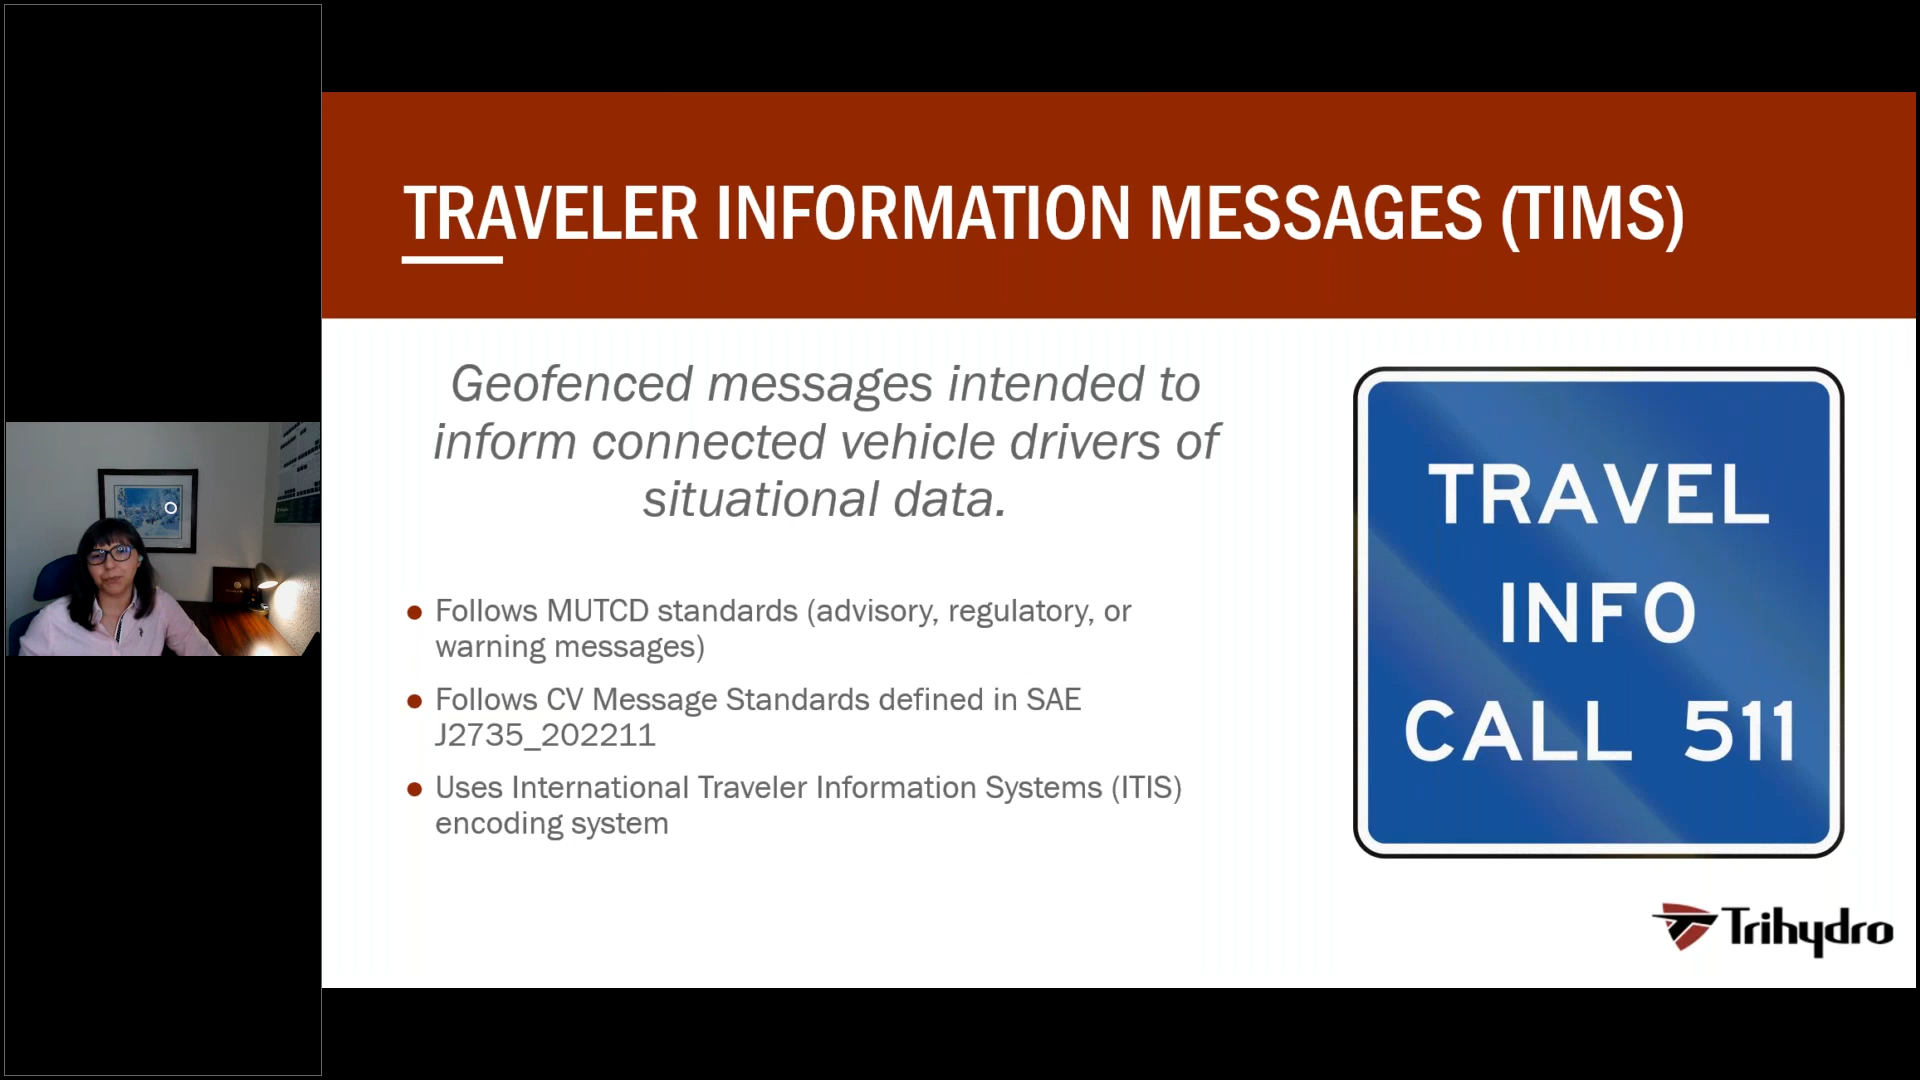 TRAVELER INFORMATION MESSAGES (TIMS)
Geofenced messages intended to
inform connected vehicle drivers of
situational data.
Follows MUTCD standards (advisory, regulatory, or
warning messages)
Follows CV Message Standards defined in SAE
J2735_202211
Uses International Traveler Information Systems (ITIS)
encoding system
TRAVEL
INFO
CALL 511
Trihydro